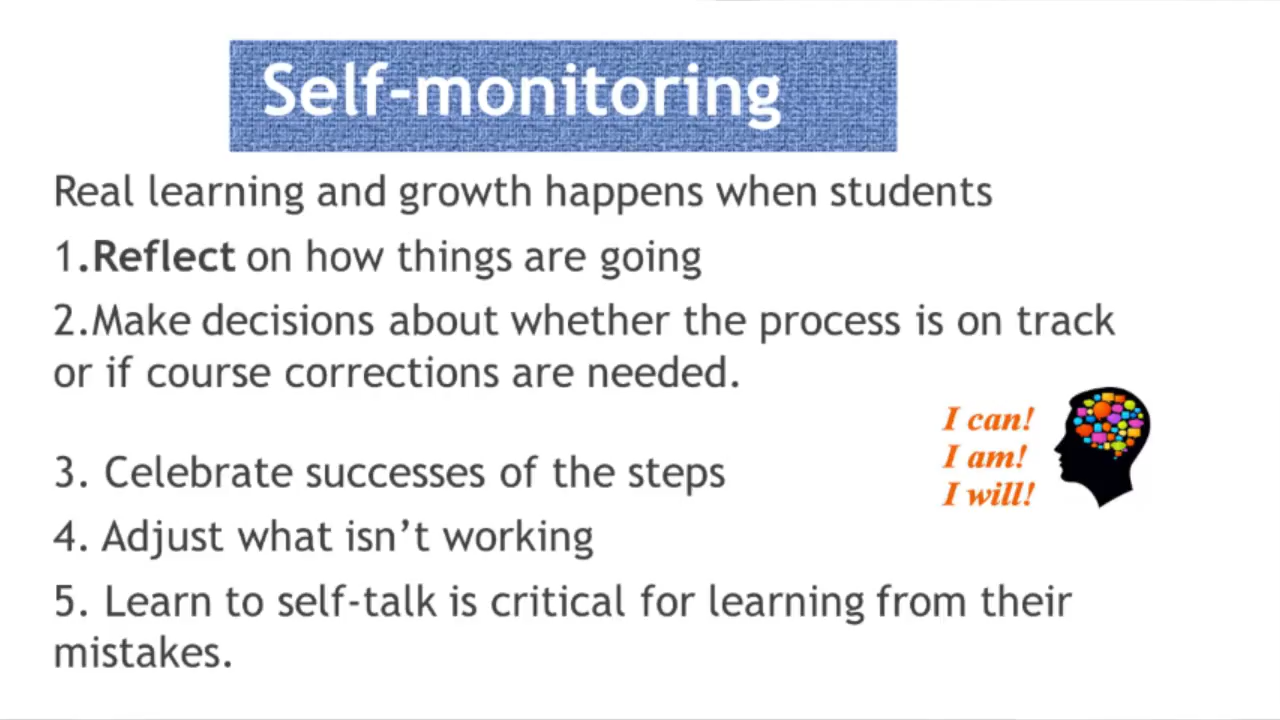 Self-monitoring
Real learning and growth happens when students
1.Reflect on how things are going
2.Make decisions about whether the process is on track
or if course corrections are needed.
I can!
I am!
I will!
3. Celebrate successes of the steps
4. Adjust what isn’t working
5. Learn to self-talk is critical for learning from their
mistakes.